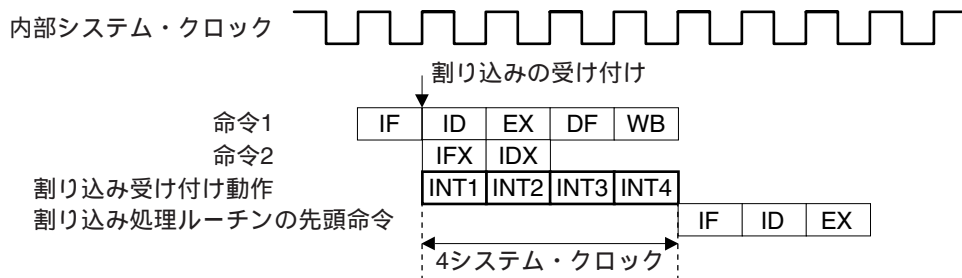 内部システム・クロック
割り込みの受け付け
命令1 IF ID EX DF WB
命令2 IFX IDX
割り込み受け付け動作 INT1 INT2 INT3 INT4
割り込み処理ルーチンの先頭命令 IF ID EX
4システム・クロック